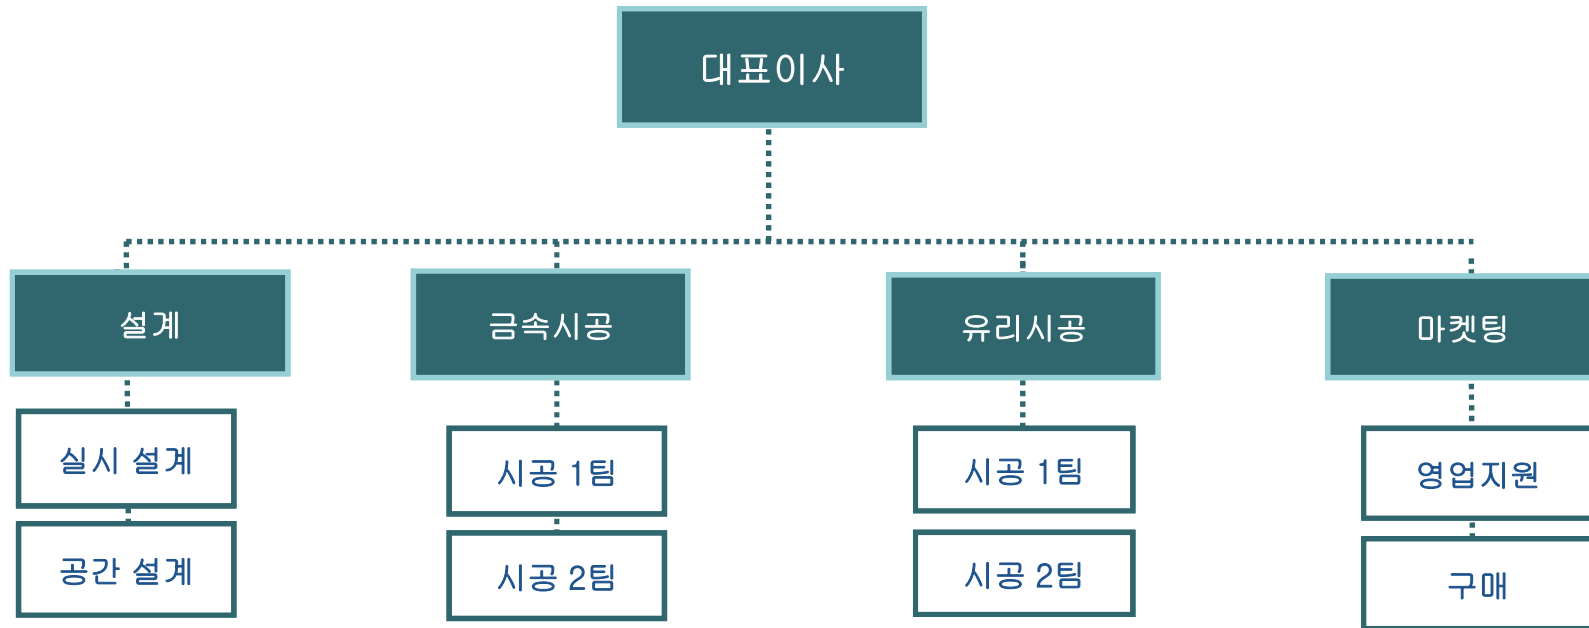 대표이사
설계
금속시공
유리시공
마켓팅
실시 설계
시공 1팀
시공 1팀
영업지원
공간 설계
시공 2팀
시공 2팀
구매